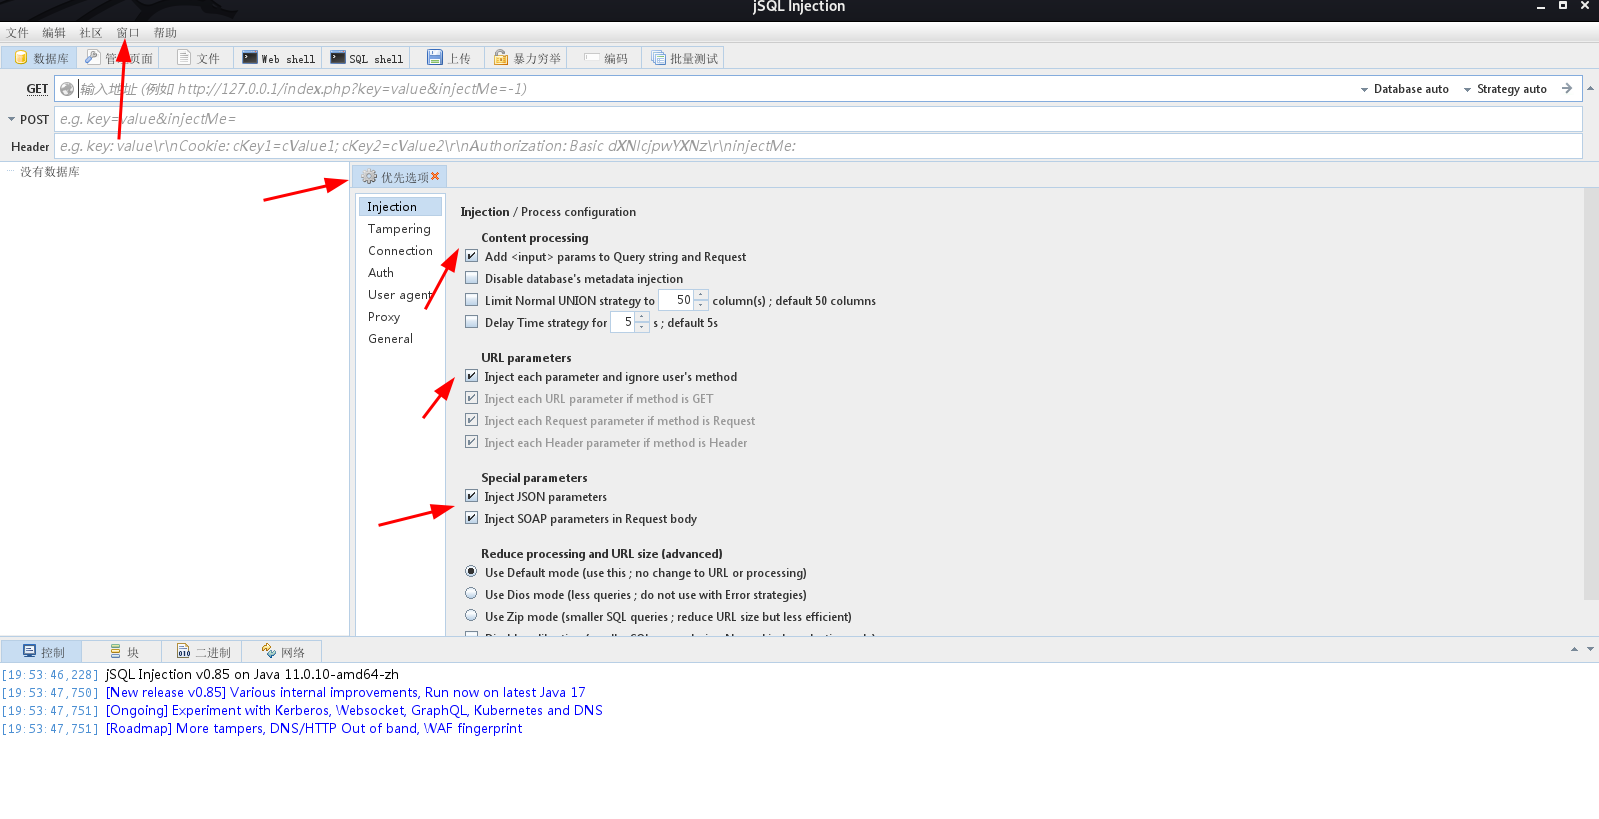 jSQL Injection
文件 编辑 社区 窗口 帮助
数据库 管 页面 文件 Web shell SQL shell 上传 暴力穷举 编码 批量测试
GET 输入地址 (例如 http://127.0.0.1/index.php?key=value&injectMe=-1) Database auto Strategy auto
POST e.g. key=value&injectMe=
Header e.g. key: value\r\nCookie: cKey1=cValue1; cKey2=cValue2\r\nAuthorization: Basic dXNlcjpwYXNz\r\ninjectMe:
没有数据库
优先选项
Injection
Tampering
Connection
Auth
User agent
Proxy
General
Injection / Process configuration
Content processing
Add <input> params to Query string and Request
Disable database's metadata injection
Limit Normal UNION strategy to 50 column(s) ; default 50 columns
Delay Time strategy for 5 s ; default 5s
URL parameters
Inject each parameter and ignore user's method
Inject each URL parameter if method is GET
Inject each Request parameter if method is Request
Inject each Header parameter if method is Header
Special parameters
Inject JSON parameters
Inject SOAP parameters in Request body
Reduce processing and URL size (advanced)
Use Default mode (use this ; no change to URL or processing)
Use Dios mode (less queries ; do not use with Error strategies)
Use Zip mode (smaller SQL queries ; reduce URL size but less efficient)
控制 块 二进制 网络
[19:53:46,228] jSQL Injection v0.85 on Java 11.0.10-amd64-zh
[19:53:47,750] [New release v0.85] Various internal improvements, Run now on latest Java 17
[19:53:47,751] [Ongoing] Experiment with Kerberos, Websocket, GraphQL, Kubernetes and DNS
[19:53:47,751] [Roadmap] More tampers, DNS/HTTP Out of band, WAF fingerprint